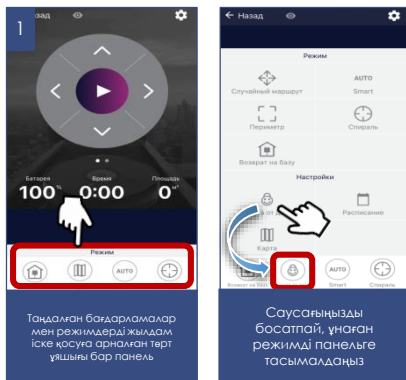 1
зад
Батарея
Время
Площадь
100 %
0:00
0 м²
Режим
AUTO
Таңдалған бағдарламалар
мен режимдерді жылдам
іске қосуға арналған төрт
ұяшығы бар панель
← Назад
Режим
Случайный маршрут
AUTO
Smart
Периметр
Спираль
Возврат на базу
Настройки
Расписание
Карта
AUTO
Smart
Спираль
Саусағыңызды
босатпай, ұнаған
режимді панельге
тасымалдаңыз